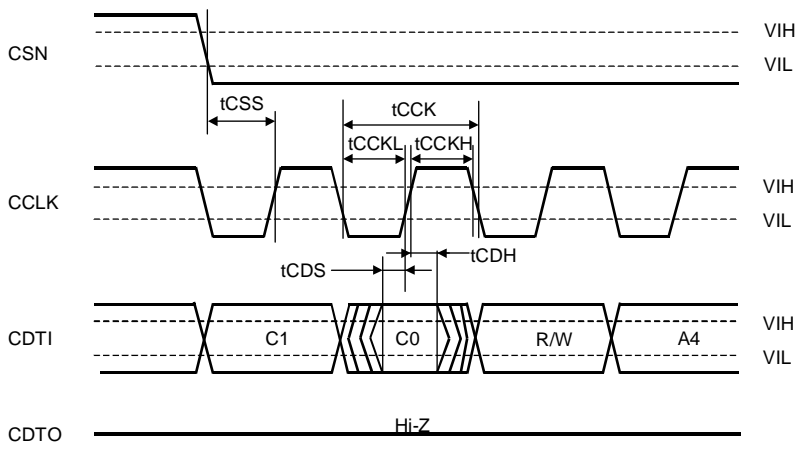 CSN
VIH
VIL
tCSS
tCCK
tCCKL
tCCKH
CCLK
VIH
VIL
tCDS
tCDH
CDTI
C1
C0
R/W
A4
VIH
VIL
CDTO
Hi-Z